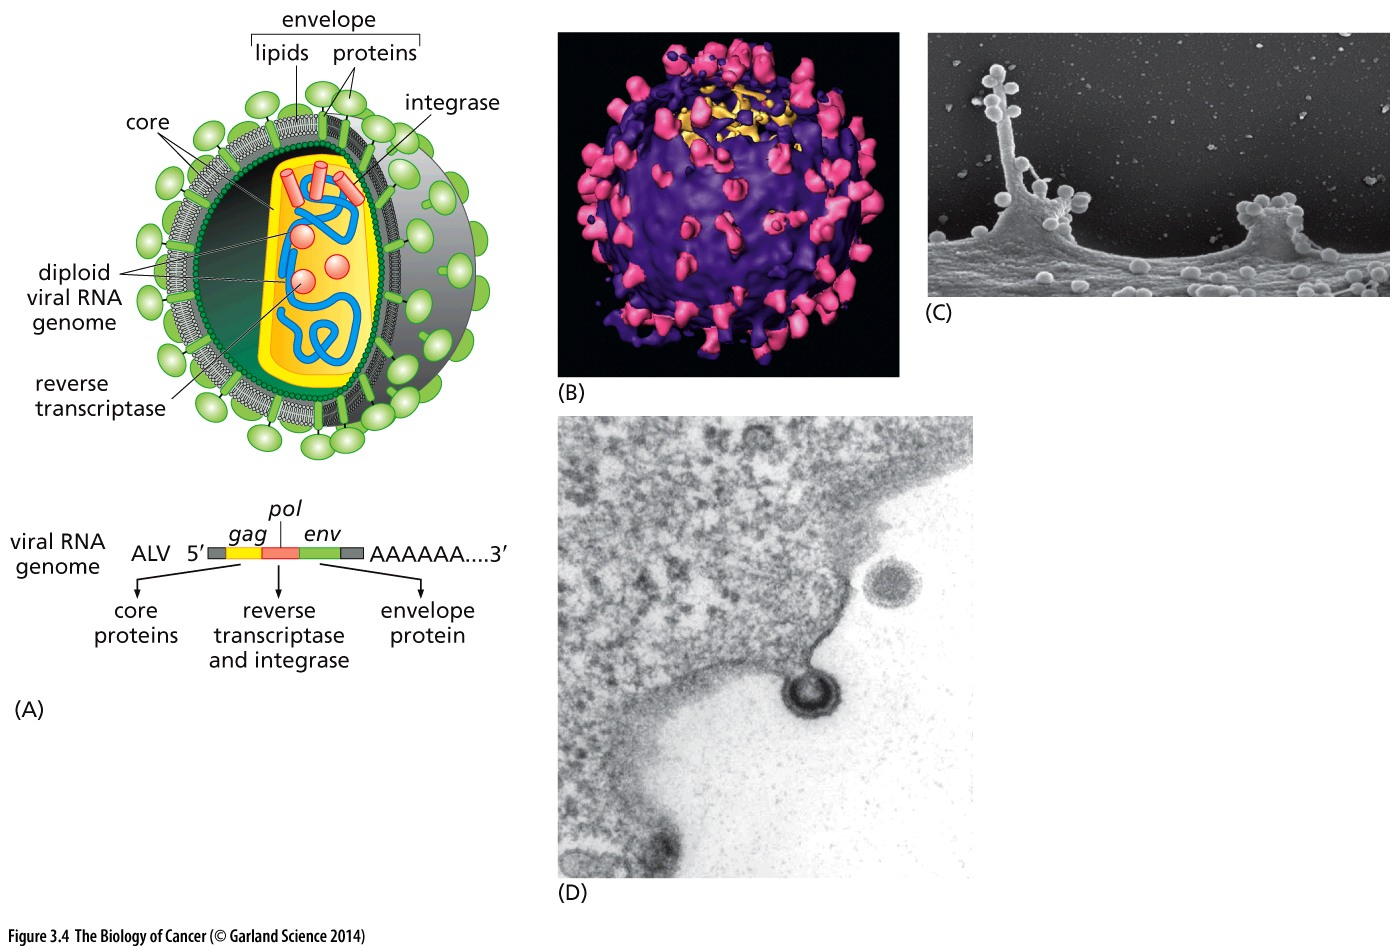 envelope
lipids proteins
integrase
core
diploid
viral RNA
genome
reverse
transcriptase
pol
gag env
viral RNA
genome
ALV 5′ AAAAAA....3′
core
proteins
reverse
transcriptase
and integrase
envelope
protein
(A)
(B)
(C)
(D)
Figure 3.4 The Biology of Cancer (© Garland Science 2014)